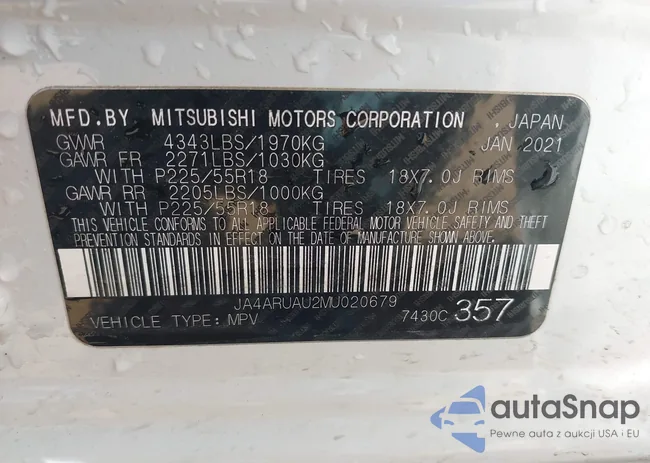 MFD.BY MITSUBISHI MOTORS CORPORATION , JAPAN
GVWR 4343LBS/1970KG JAN 2021
GAWR FR 2271LBS/1030KG
WITH P225/55R18 TIRES 18X7.0J RIMS
GAWR RR 2205LBS/1000KG
WITH P225/55R18 TIRES 18X7.0J RIMS
THIS VEHICLE CONFORMS TO ALL APPLICABLE FEDERAL MOTOR VEHICLE SAFETY AND THEFT
PREVENTION STANDARDS IN EFFECT ON THE DATE OF MANUFACTURE SHOWN ABOVE.
JA4ARUAU2MU020679
VEHICLE TYPE: MPV 7430C 357
autoSnap
Pewne auta z aukcji USA i EU